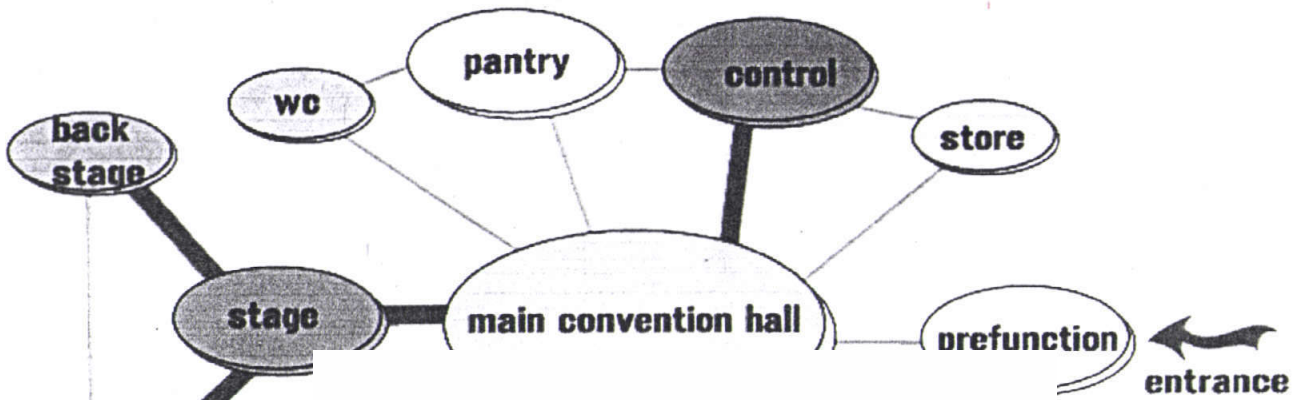 pantry
control
wc
back
stage
store
stage
main convention hall
prefunction
entrance